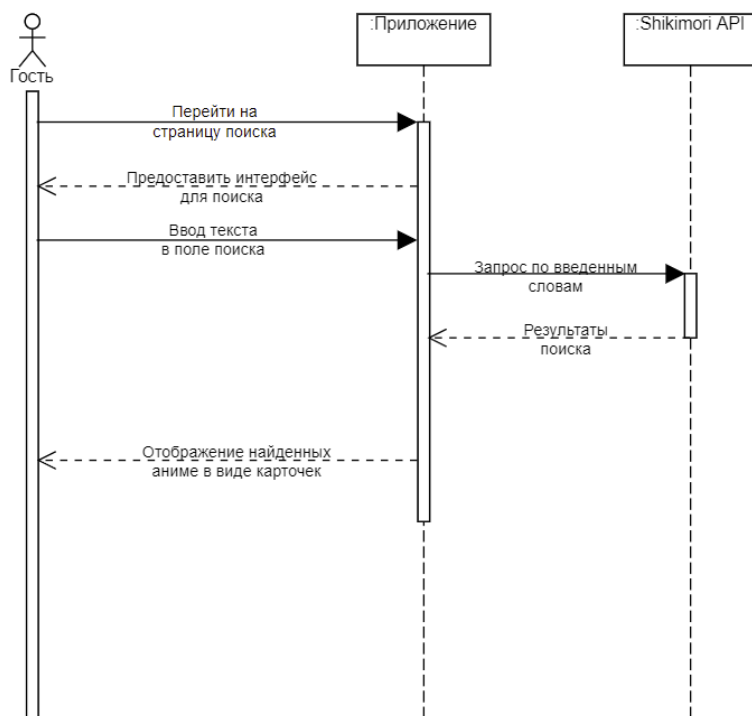 :Приложение
:Shikimori API
Гость
Перейти на
страницу поиска
Предоставить интерфейс
для поиска
Ввод текста
в поле поиска
Запрос по введенным
словам
Результаты
поиска
Отображение найденных
аниме в виде карточек